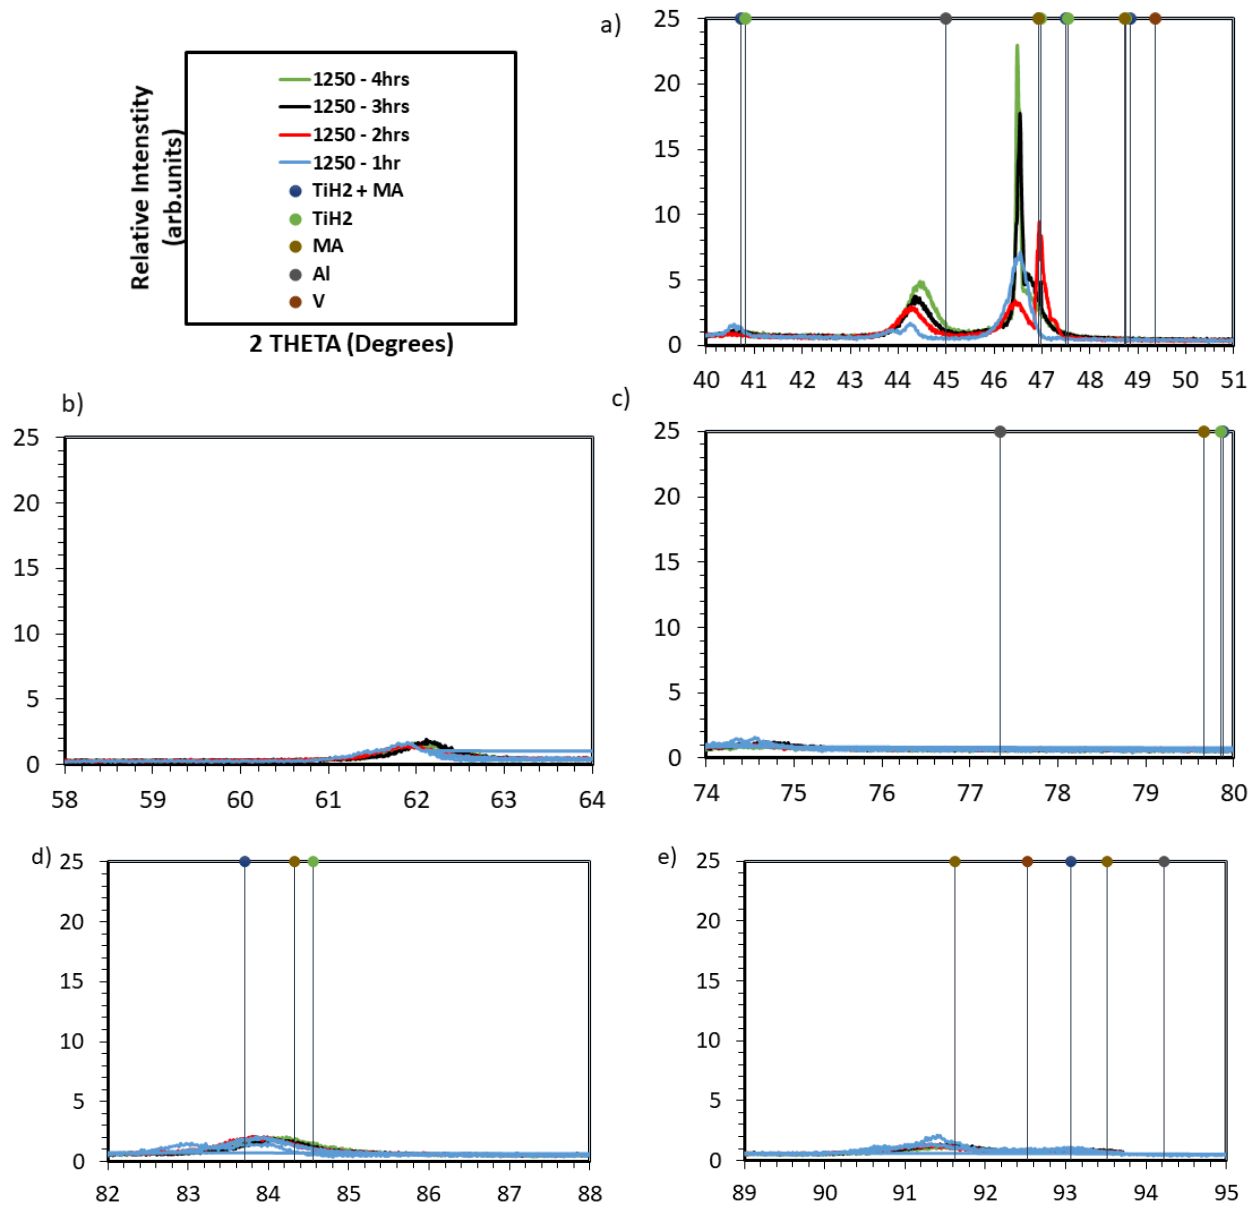 a)
Relative Intenstity
(arb.units)
1250 - 4hrs
1250 - 3hrs
1250 - 2hrs
1250 - 1hr
TiH2 + MA
TiH2
MA
Al
V
2 THETA (Degrees)
25
20
15
10
5
0
40 41 42 43 44 45 46 47 48 49 50 51
b)
25
20
15
10
5
0
58 59 60 61 62 63 64
c)
25
20
15
10
5
0
74 75 76 77 78 79 80
d)
25
20
15
10
5
0
82 83 84 85 86 87 88
e)
25
20
15
10
5
0
89 90 91 92 93 94 95